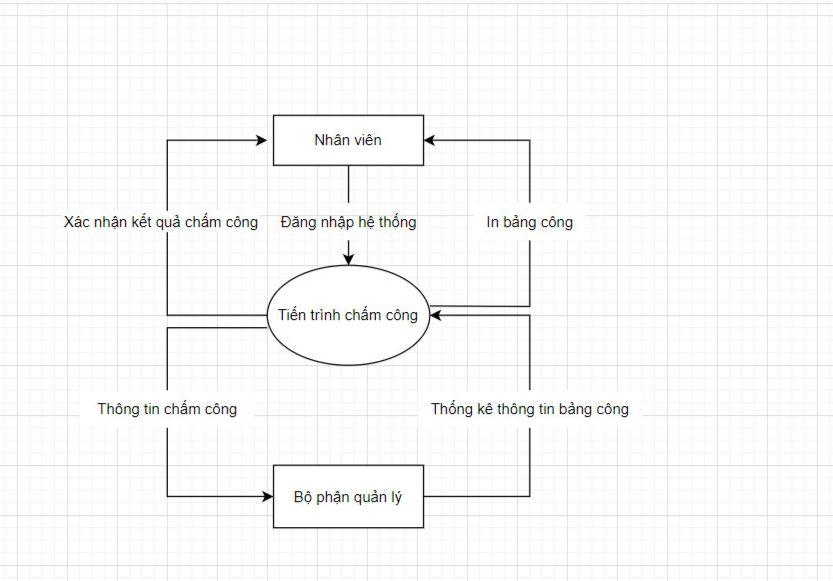 Nhân viên
Xác nhận kết quả chấm công
Đăng nhập hệ thống
In bảng công
Tiến trình chấm công
Thông tin chấm công
Thống kê thông tin bảng công
Bộ phận quản lý